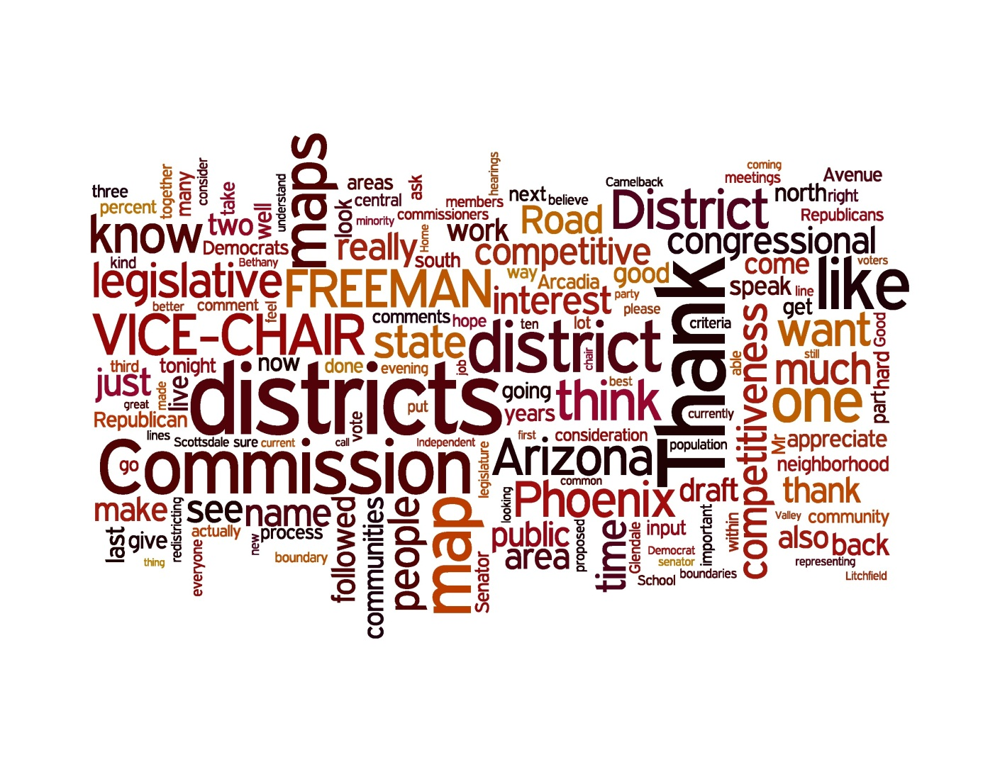 three
percent
together
many
consider
take
well
understand
maps
look
areas
central
ask
minority
commissioners
members
hearings
next
believe
Camelback
District
coming
meetings
Avenue
north
right
Republicans
know
two
Democrats
Bethany
kind
really
Home
south
work
Road
competitive
congressional
legislative
FREEMAN
way
Arcadia
good
interest
party
please
Thank
come
voters
like
speak
line
get
better
comment
feel
VICE-CHAIR
comments
hope
state
district
ten
lot
chair
criteria
competitiveness
want
Good
still
able
much
hard
third
tonight
now
done
evening
job
just
great
made
live
districts
put
going
think
best
years
currently
one
part
Republican
lines
Scottsdale
sure
current
call
vote
Independent
legislature
first
consideration
population
Arizona
common
Mr
appreciate
neighborhood
Commission
go
Phoenix
draft
thank
make
redistricting
see
name
followed
communities
people
map
Senator
looking
public
area
proposed
time
Glendale
input
Democrat
senator
important
boundaries
School
within
Valley
community
also
back
representing
Litchfield
last
give
thing
everyone
actually
new
process
boundary